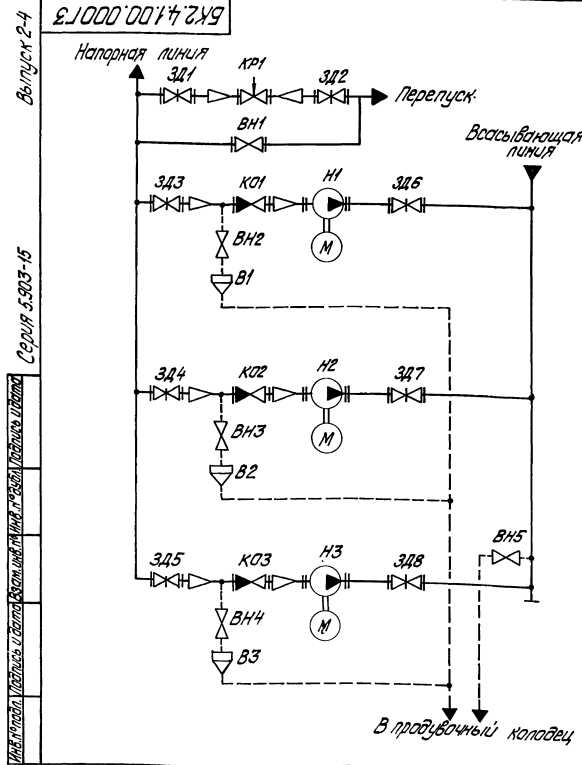 БК2.41.00.000 ГЗ
Выпуск 2-4
Серия 5.903-15
Напорная линия
ЗД1
КР1
ЗД2
Перепуск
ВН1
Всасывающая
линия
ЗД3
КО1
Н1
ЗД6
ВН2
М
В1
ЗД4
КО2
Н2
ЗД7
ВН3
М
В2
ВН5
ЗД5
КО3
Н3
ЗД8
ВН4
М
В3
В продувочный колодец
Инв.№подл.
Подпись и дата
Взам.инв.№
Инв.№дубл.
Подпись и дата